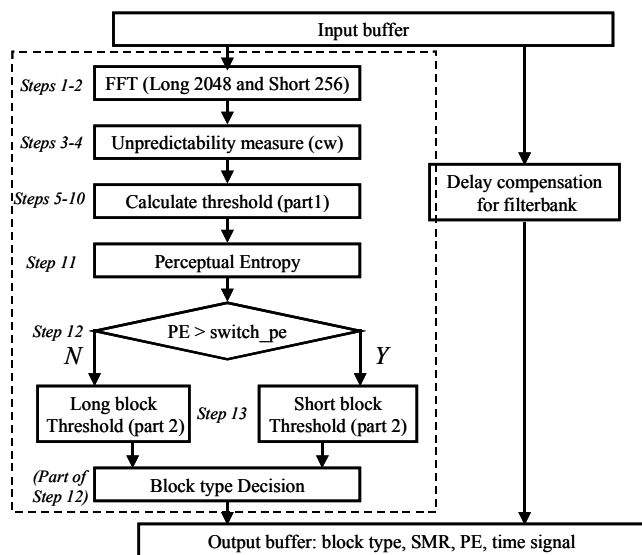 Input buffer
Steps 1-2
FFT (Long 2048 and Short 256)
Steps 3-4
Unpredictability measure (cw)
Steps 5-10
Calculate threshold (part1)
Delay compensation
for filterbank
Step 11
Perceptual Entropy
Step 12
PE > switch_pe
N
Y
Long block
Threshold (part 2)
Step 13
Short block
Threshold (part 2)
(Part of
Step 12)
Block type Decision
Output buffer: block type, SMR, PE, time signal